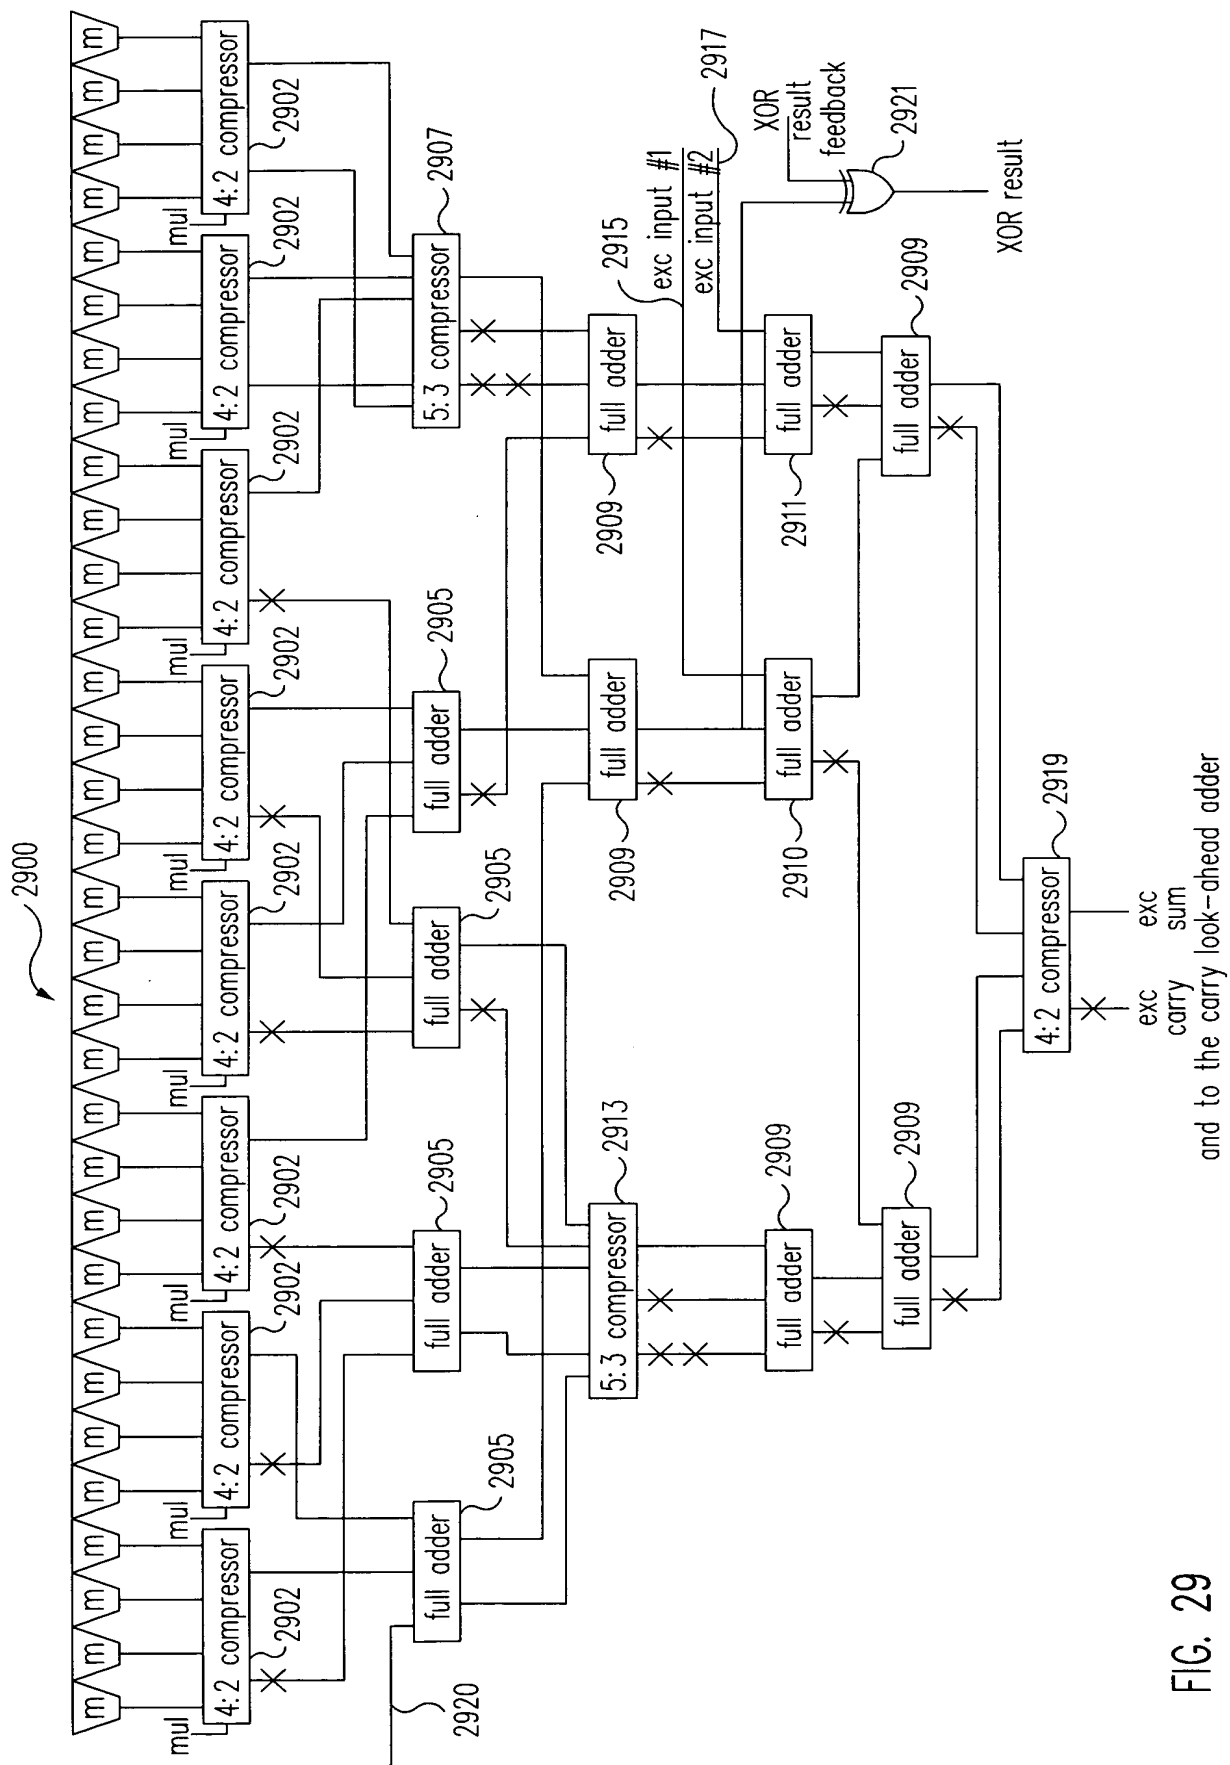 2900
m m m m m m m m m m m m m m m m m m m m m m m m m m m m m m m m
mul mul mul mul mul mul mul mul
4:2 compressor 4:2 compressor 4:2 compressor 4:2 compressor 4:2 compressor 4:2 compressor 4:2 compressor 4:2 compressor
2902 2902 2902 2902 2902 2902 2902 2902
2920
full adder full adder full adder full adder 5:3 compressor
2905 2905 2905 2905 2907
5:3 compressor full adder full adder
2913 2909 2909
2915
exc input #1
exc input #2
2917
full adder full adder full adder
2909 2910 2911
XOR
result
feedback
2921
full adder full adder
2909 2909
XOR result
4:2 compressor
2919
exc exc
carry sum
and to the carry look-ahead adder
FIG. 29